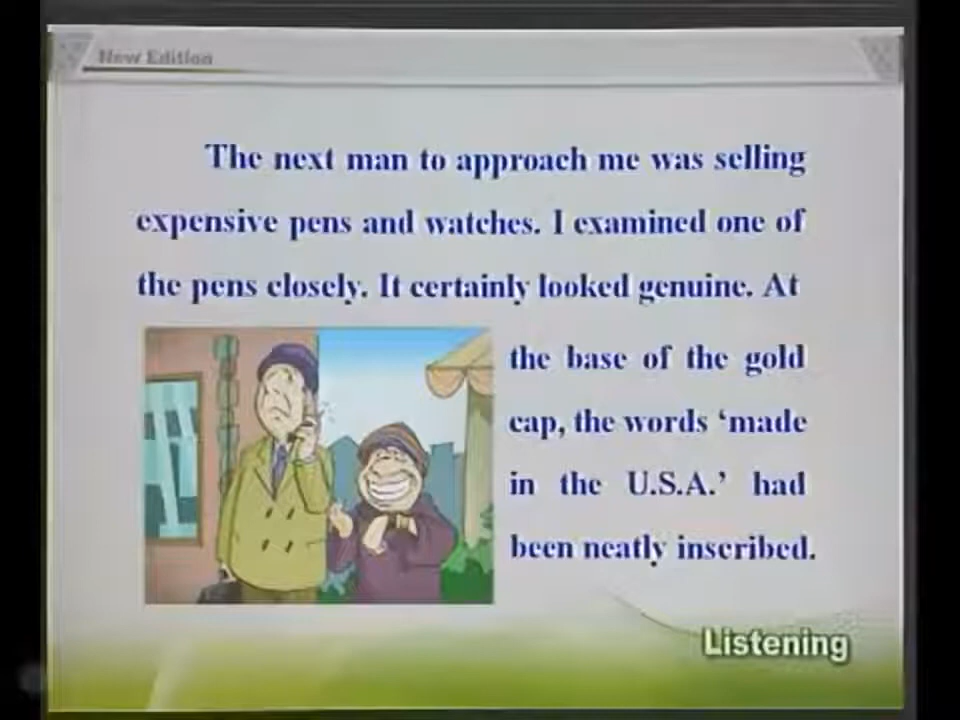 New Edition
The next man to approach me was selling
expensive pens and watches. I examined one of
the pens closely. It certainly looked genuine. At
the base of the gold
cap, the words ‘made
in the U.S.A.’ had
been neatly inscribed.
Listening